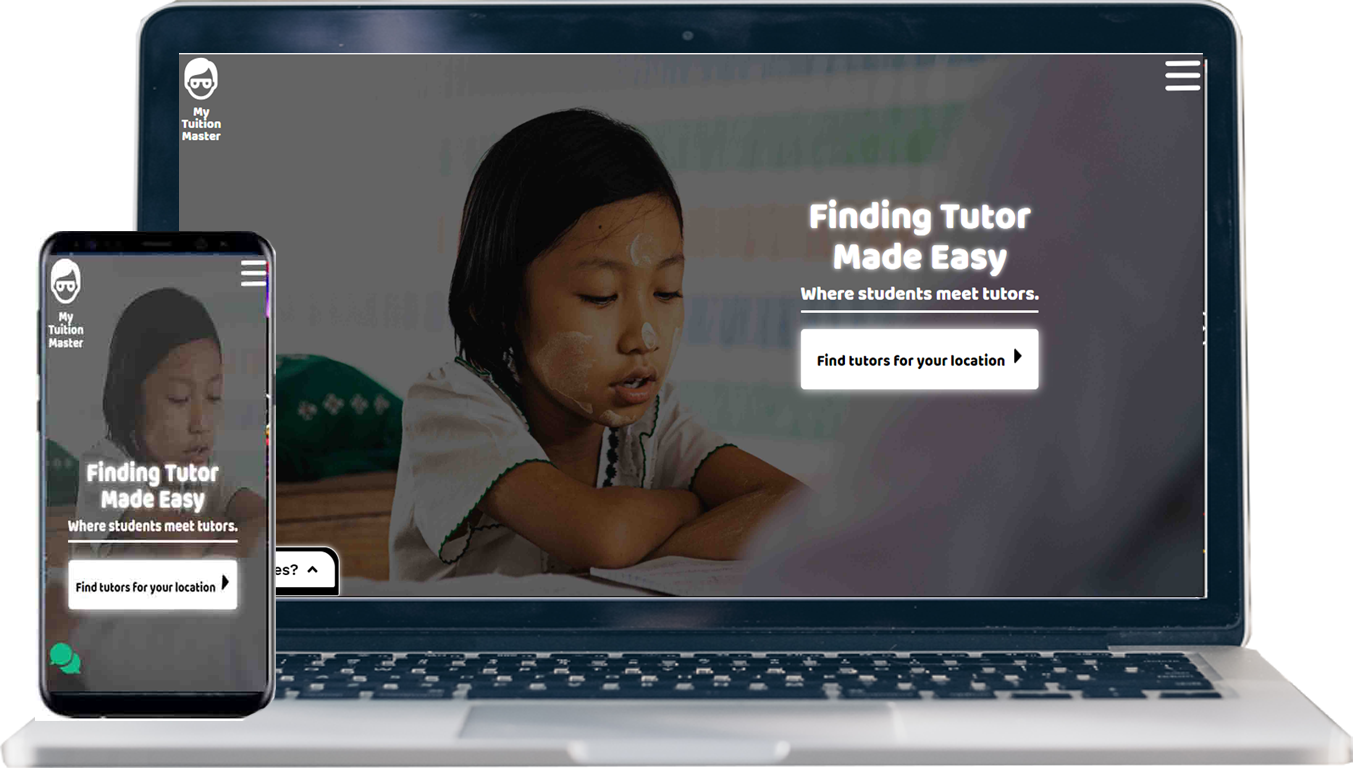 My
Tuition
Master
Finding Tutor
Made Easy
Where students meet tutors.
Find tutors for your location
My
Tuition
Master
Finding Tutor
Made Easy
Where students meet tutors.
Find tutors for your location
es?